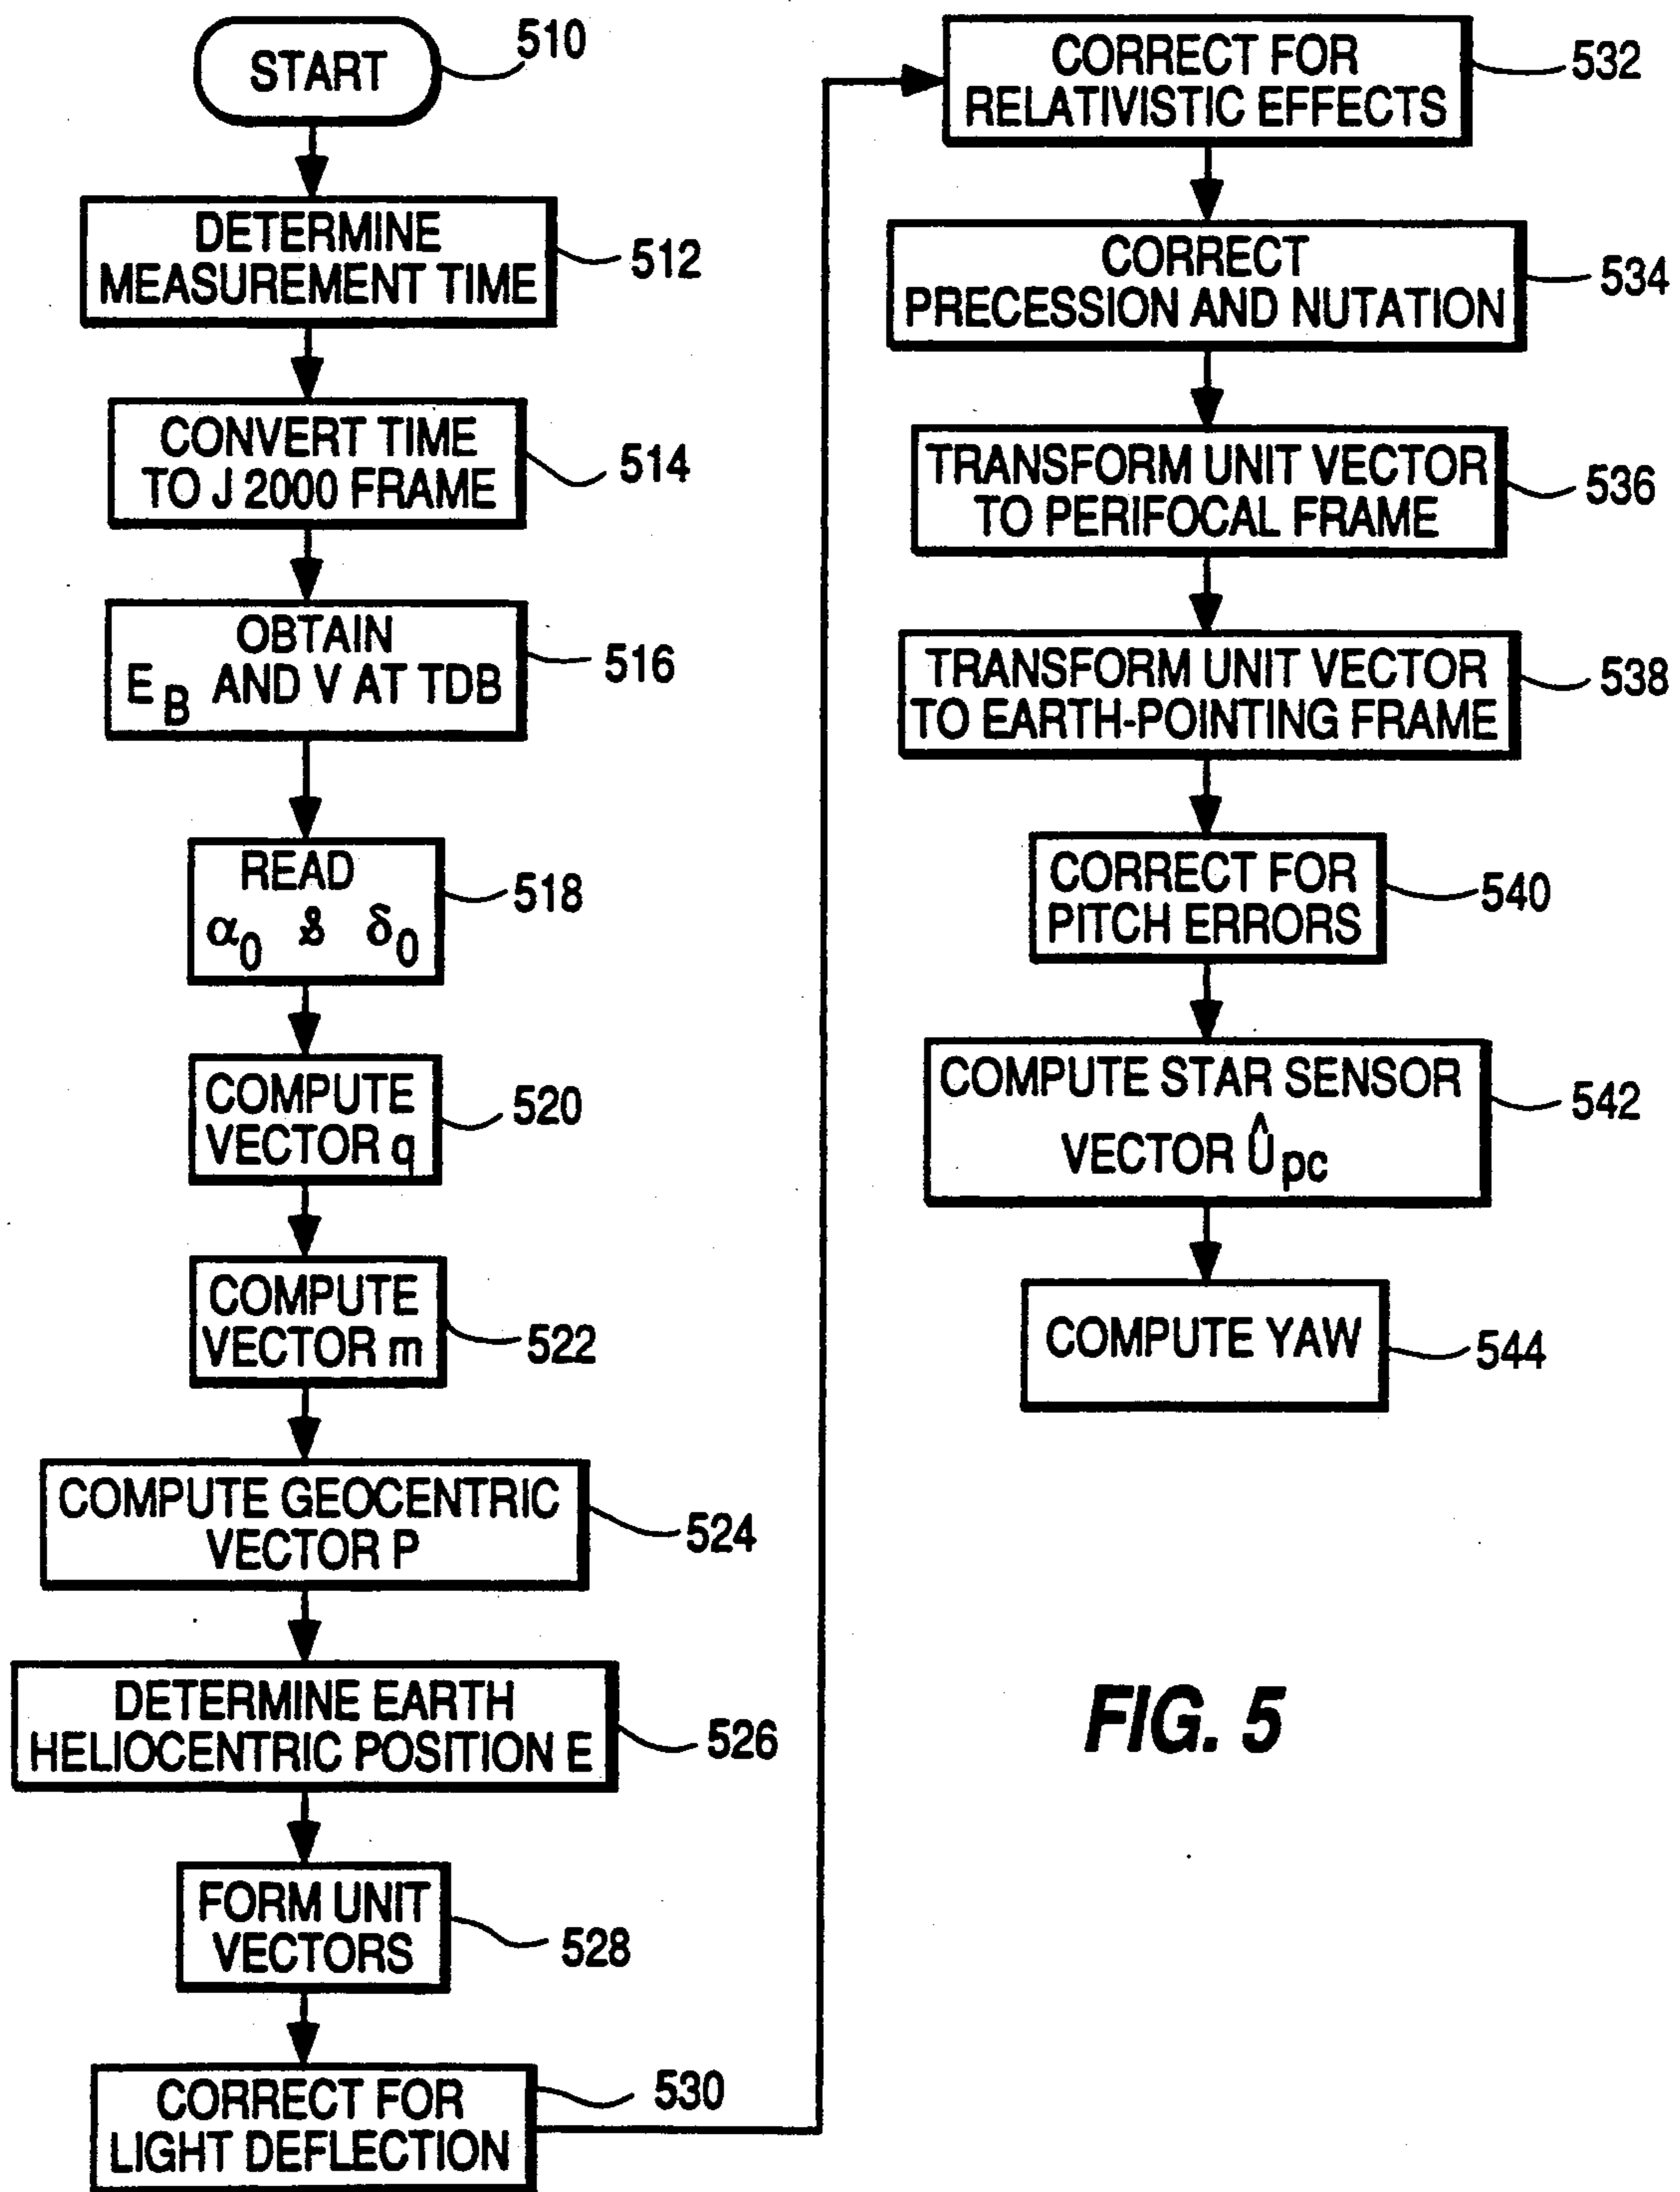 START
510
DETERMINE
MEASUREMENT TIME
512
CONVERT TIME
TO J 2000 FRAME
514
OBTAIN
E_B AND V AT TDB
516
READ
α₀ & δ₀
518
COMPUTE
VECTOR q
520
COMPUTE
VECTOR m
522
COMPUTE GEOCENTRIC
VECTOR P
524
DETERMINE EARTH
HELIOCENTRIC POSITION E
526
FORM UNIT
VECTORS
528
CORRECT FOR
LIGHT DEFLECTION
530
CORRECT FOR
RELATIVISTIC EFFECTS
532
CORRECT
PRECESSION AND NUTATION
534
TRANSFORM UNIT VECTOR
TO PERIFOCAL FRAME
536
TRANSFORM UNIT VECTOR
TO EARTH-POINTING FRAME
538
CORRECT FOR
PITCH ERRORS
540
COMPUTE STAR SENSOR
VECTOR Û_pc
542
COMPUTE YAW
544
FIG. 5